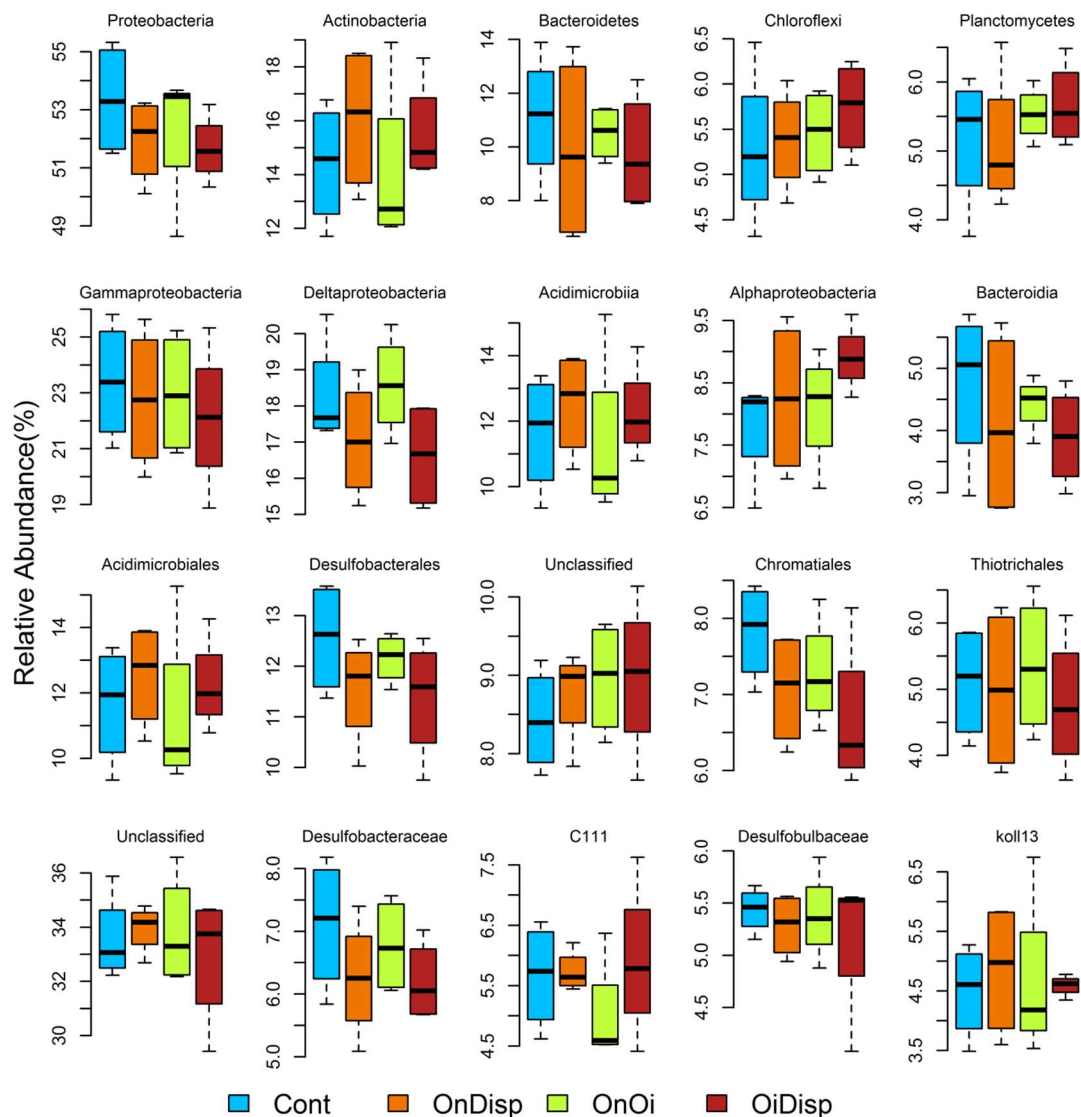 Proteobacteria Actinobacteria Bacteroidetes Chloroflexi Planctomycetes
55 53 51 49
18 16 14 12
14 12 10 8
6.5 6.0 5.5 5.0 4.5
6.0 5.0 4.0
Gammaproteobacteria Deltaproteobacteria Acidimicrobiia Alphaproteobacteria Bacteroidia
25 23 21 19
20 19 18 17 16 15
14 12 10
9.5 8.5 7.5 6.5
5.0 4.0 3.0
Relative Abundance(%)
Acidimicrobiales Desulfobacterales Unclassified Chromatiales Thiotrichales
14 12 10
13 12 11 10
10.0 9.0 8.0
8.0 7.0 6.0
6.0 5.0 4.0
Unclassified Desulfobacteraceae C111 Desulfobulbaceae koll13
36 34 32 30
8.0 7.0 6.0 5.0
7.5 6.5 5.5 4.5
6.0 5.5 5.0 4.5
6.5 5.5 4.5 3.5
Cont OnDisp OnOi OiDisp